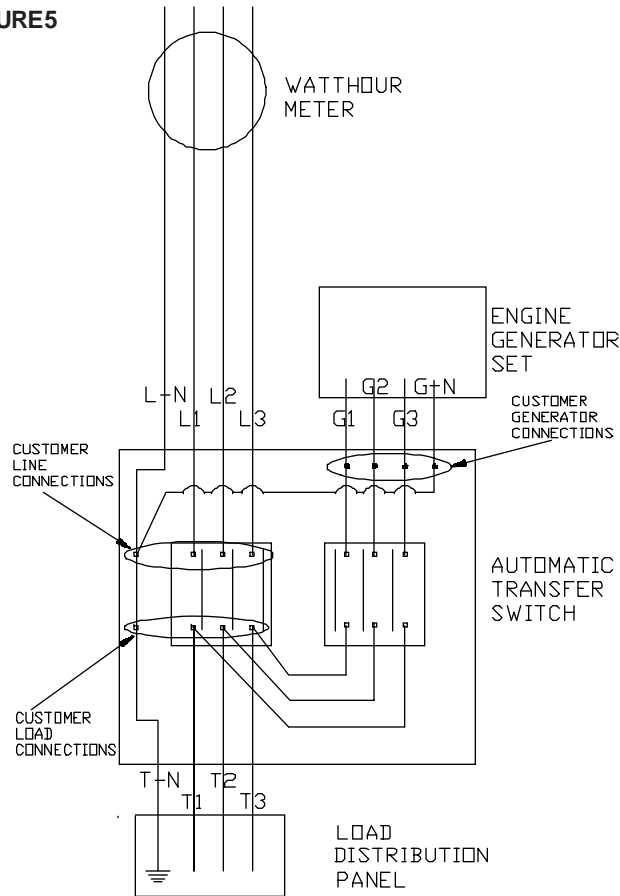 URE5
WATTHOUR
METER
ENGINE
GENERATOR
SET
L-N
L1
L2
L3
G1
G2
G3
G+N
CUSTOMER
GENERATOR
CONNECTIONS
CUSTOMER
LINE
CONNECTIONS
AUTOMATIC
TRANSFER
SWITCH
CUSTOMER
LOAD
CONNECTIONS
T-N
T1
T2
T3
LOAD
DISTRIBUTION
PANEL